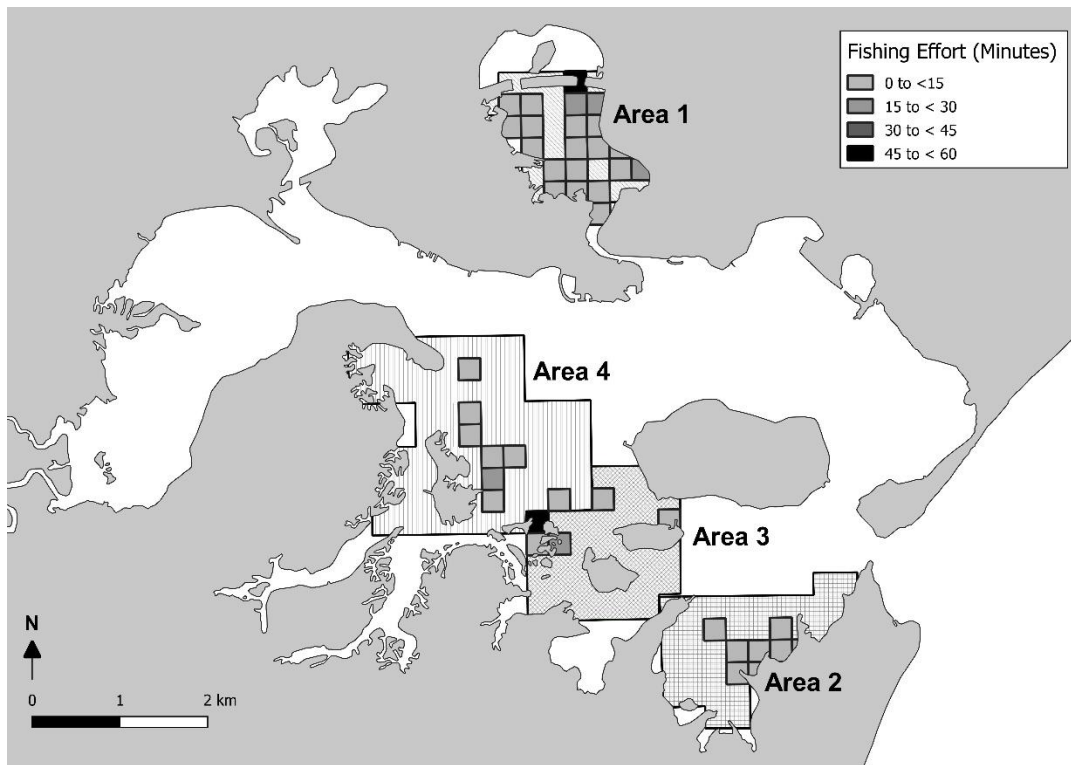 Fishing Effort (Minutes)
0 to <15
15 to < 30
30 to < 45
45 to < 60
Area 1
Area 4
Area 3
Area 2
N
0 1 2 km